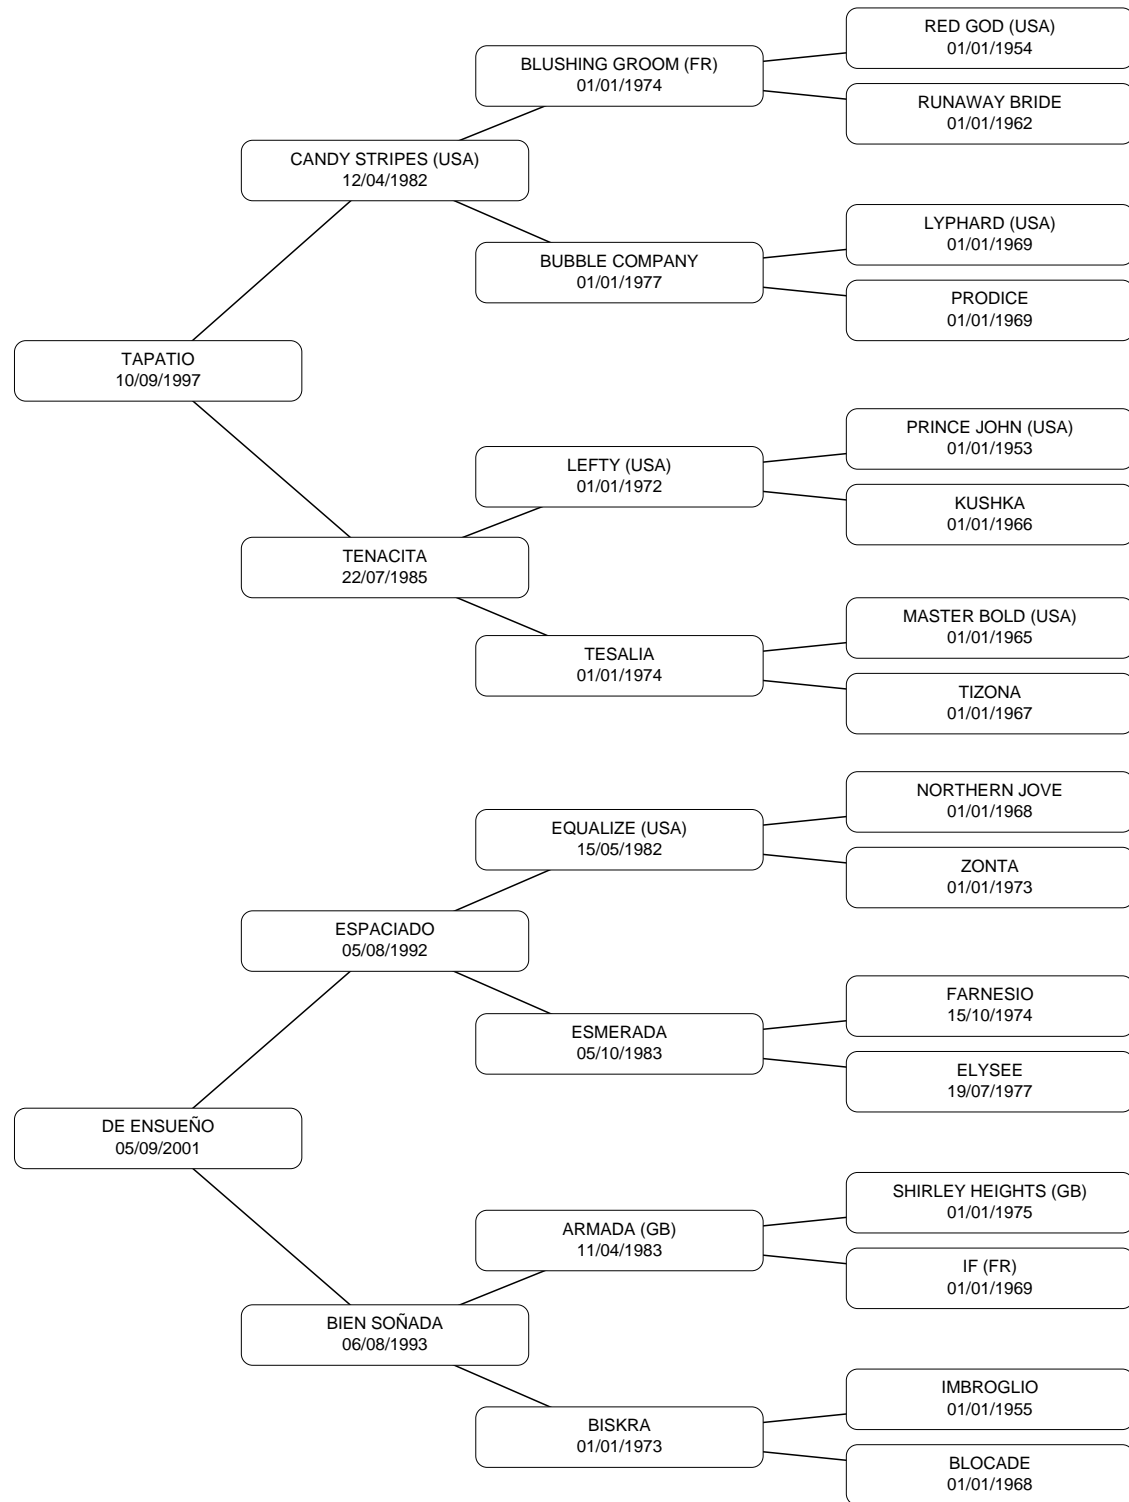 RED GOD (USA)
01/01/1954
BLUSHING GROOM (FR)
01/01/1974
RUNAWAY BRIDE
01/01/1962
CANDY STRIPES (USA)
12/04/1982
LYPHARD (USA)
01/01/1969
BUBBLE COMPANY
01/01/1977
PRODICE
01/01/1969
TAPATIO
10/09/1997
PRINCE JOHN (USA)
01/01/1953
LEFTY (USA)
01/01/1972
KUSHKA
01/01/1966
TENACITA
22/07/1985
MASTER BOLD (USA)
01/01/1965
TESALIA
01/01/1974
TIZONA
01/01/1967
NORTHERN JOVE
01/01/1968
EQUALIZE (USA)
15/05/1982
ZONTA
01/01/1973
ESPACIADO
05/08/1992
FARNESIO
15/10/1974
ESMERADA
05/10/1983
ELYSEE
19/07/1977
DE ENSUEÑO
05/09/2001
SHIRLEY HEIGHTS (GB)
01/01/1975
ARMADA (GB)
11/04/1983
IF (FR)
01/01/1969
BIEN SOÑADA
06/08/1993
IMBROGLIO
01/01/1955
BISKRA
01/01/1973
BLOCADE
01/01/1968